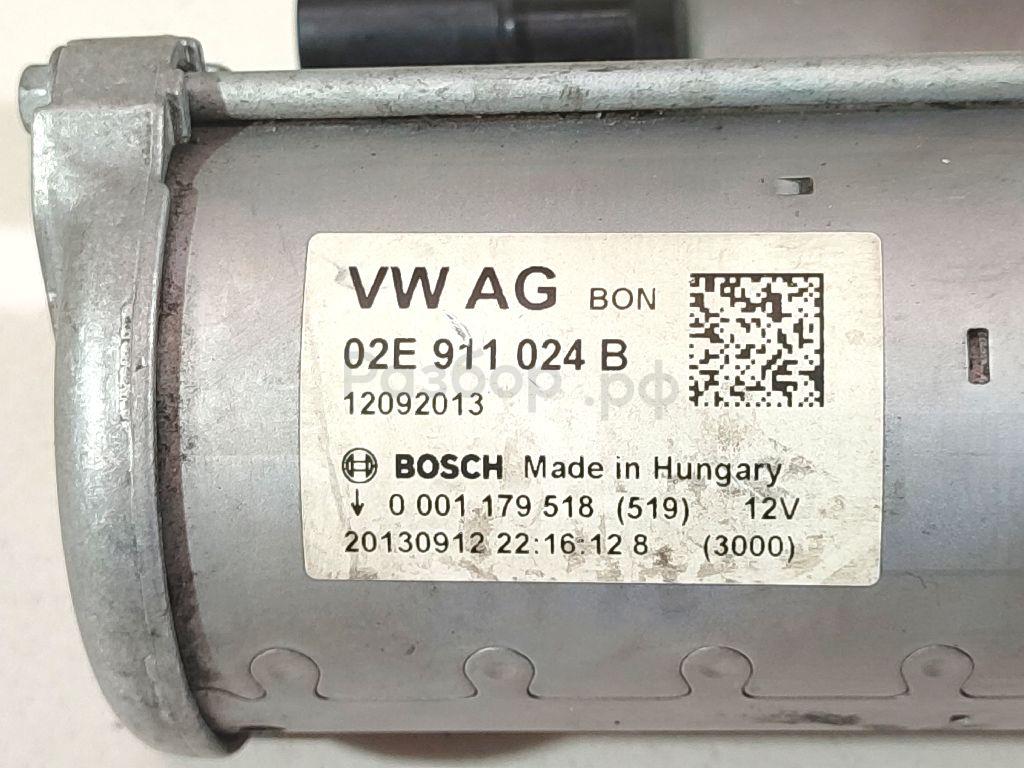 VW AG BON
02E 911 024 B
Разбор.рф
12092013
BOSCH Made in Hungary
↓ 0 001 179 518 (519) 12V
20130912 22:16:12 8 (3000)